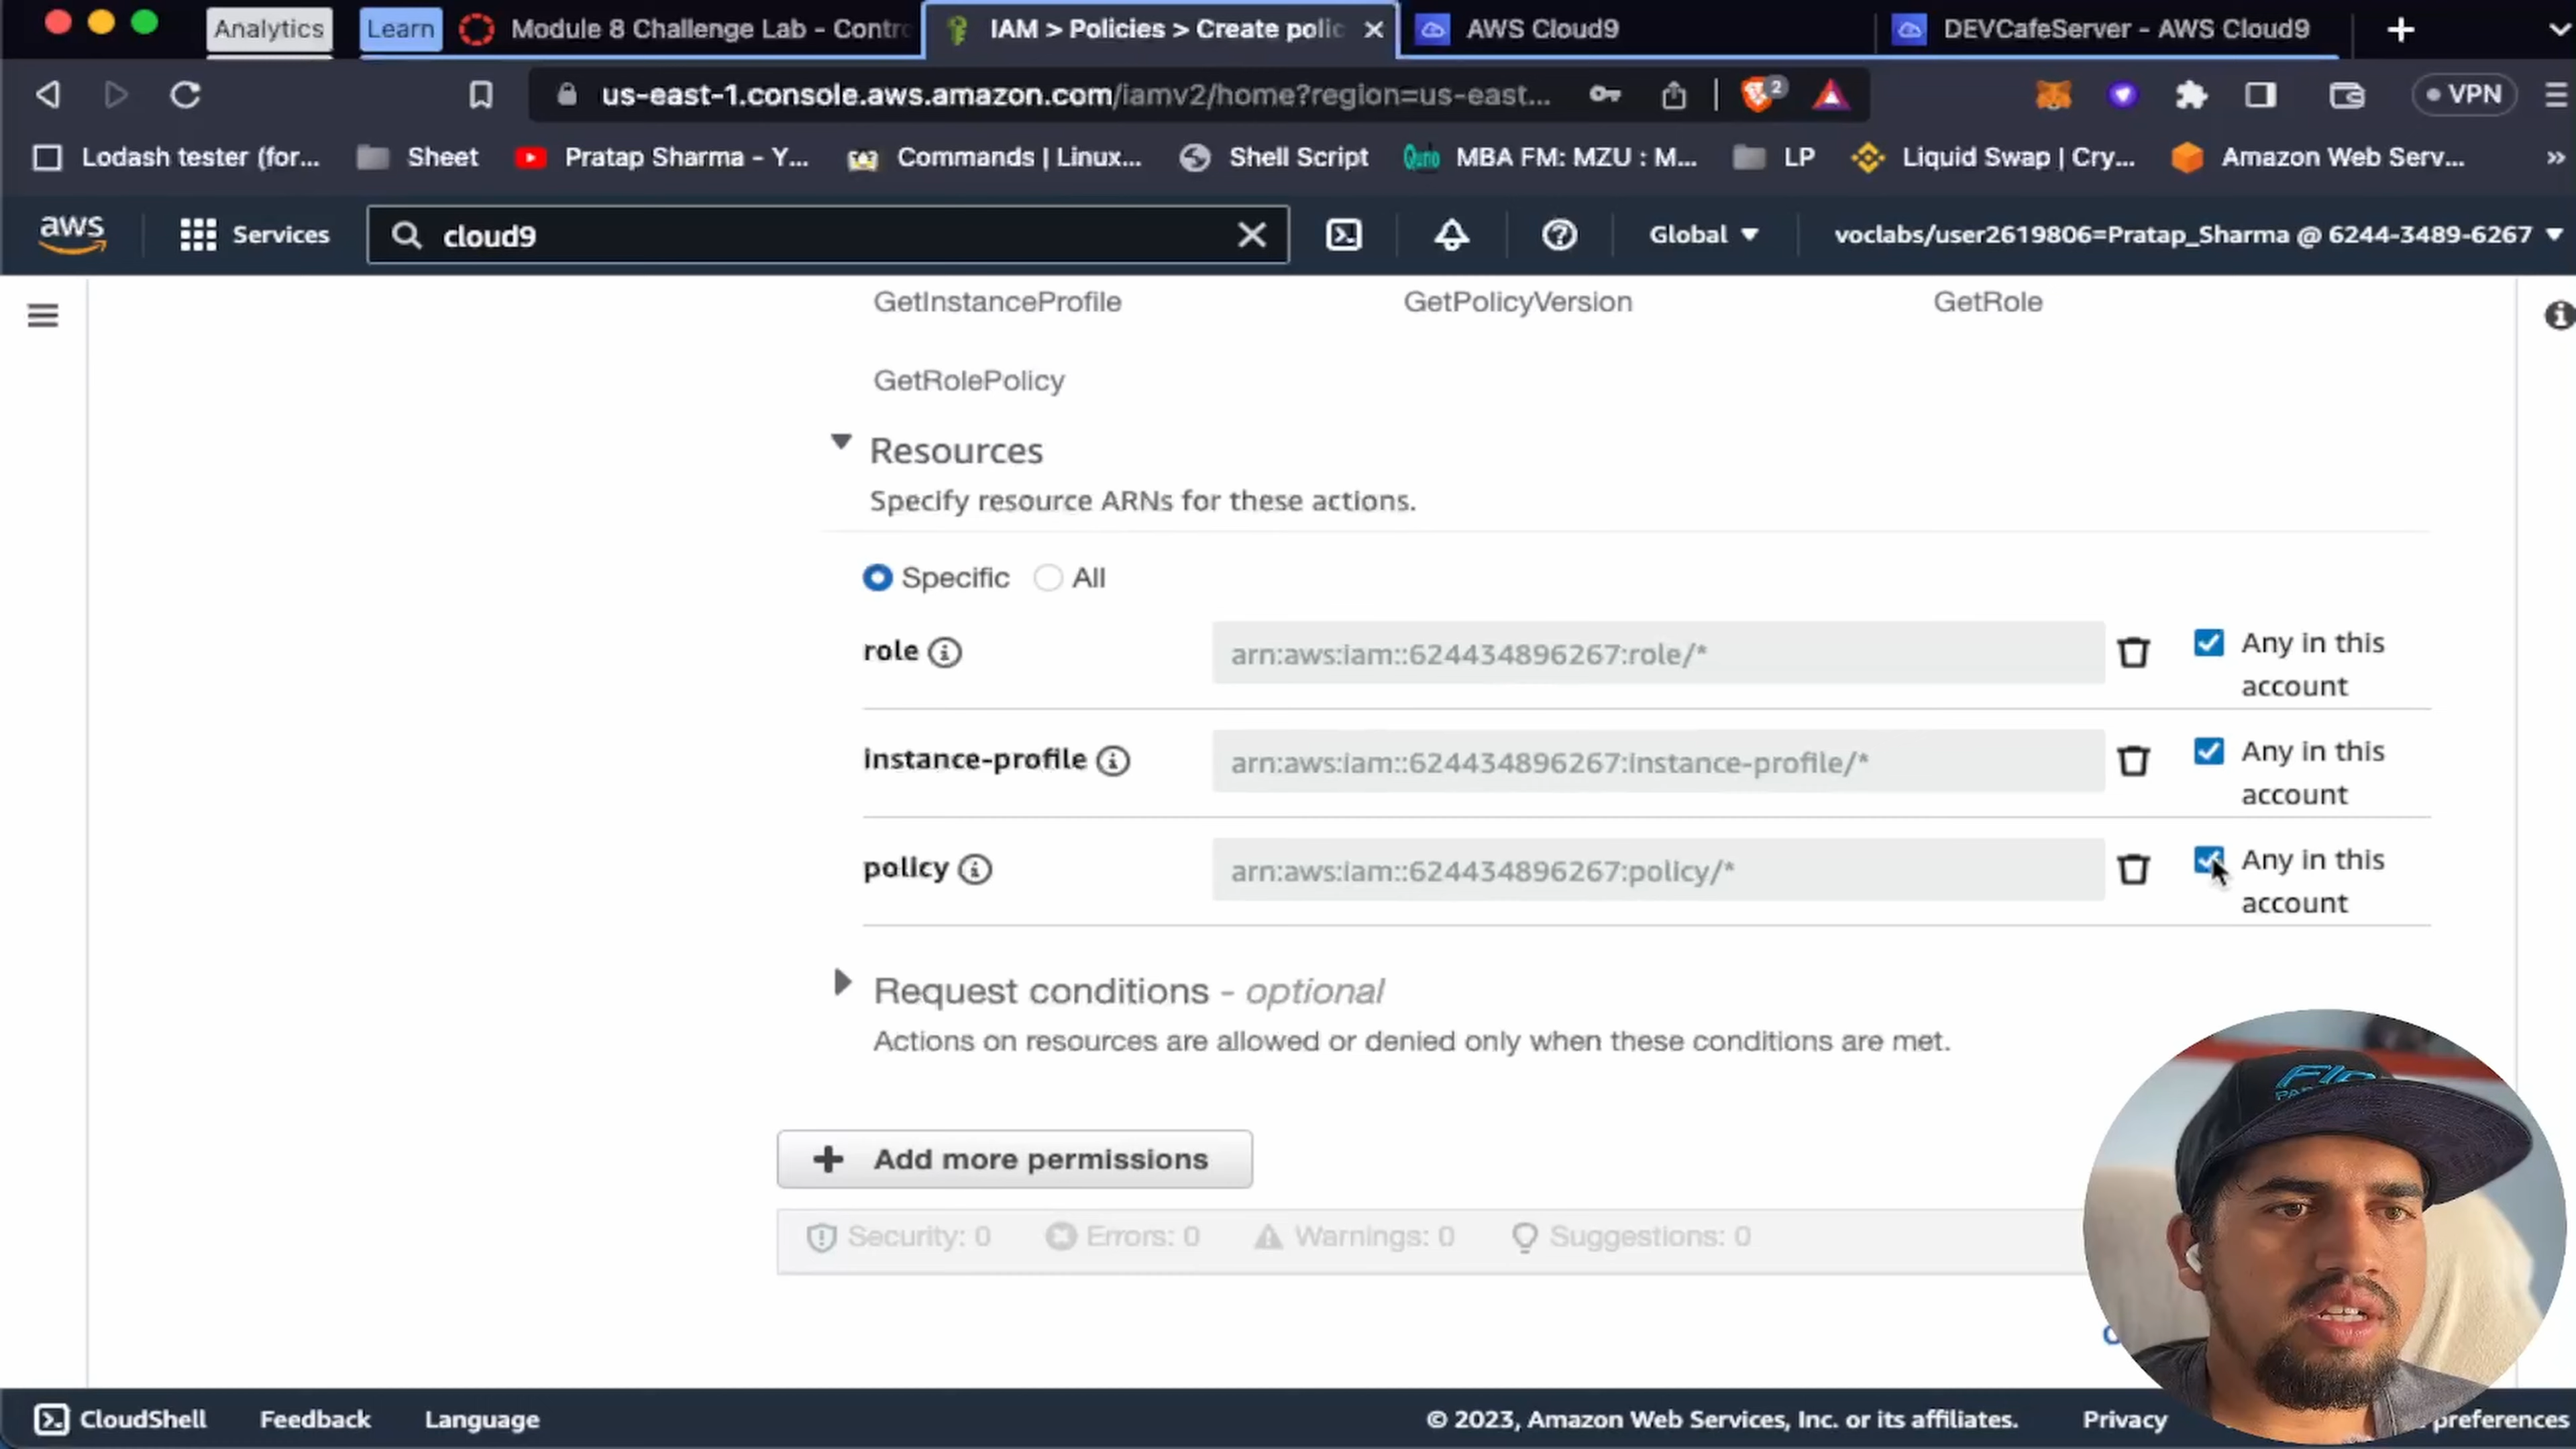 Analytics Learn Module 8 Challenge Lab - Contro IAM > Policies > Create polic AWS Cloud9 DEVCafeServer - AWS Cloud9
us-east-1.console.aws.amazon.com/iamv2/home?region=us-east... 2 VPN
Lodash tester (for... Sheet Pratap Sharma - Y... Commands | Linux... Shell Script MBA FM: MZU : M... LP Liquid Swap | Cry... Amazon Web Serv... »
aws Services cloud9 Global voclabs/user2619806=Pratap_Sharma @ 6244-3489-6267
GetInstanceProfile GetPolicyVersion GetRole
GetRolePolicy
Resources
Specify resource ARNs for these actions.
Specific All
role arn:aws:iam::624434896267:role/* Any in this
account
instance-profile arn:aws:iam::624434896267:instance-profile/* Any in this
account
policy arn:aws:iam::624434896267:policy/* Any in this
account
Request conditions - optional
Actions on resources are allowed or denied only when these conditions are met.
+ Add more permissions
Security: 0 Errors: 0 Warnings: 0 Suggestions: 0
CloudShell Feedback Language © 2023, Amazon Web Services, Inc. or its affiliates. Privacy preferences